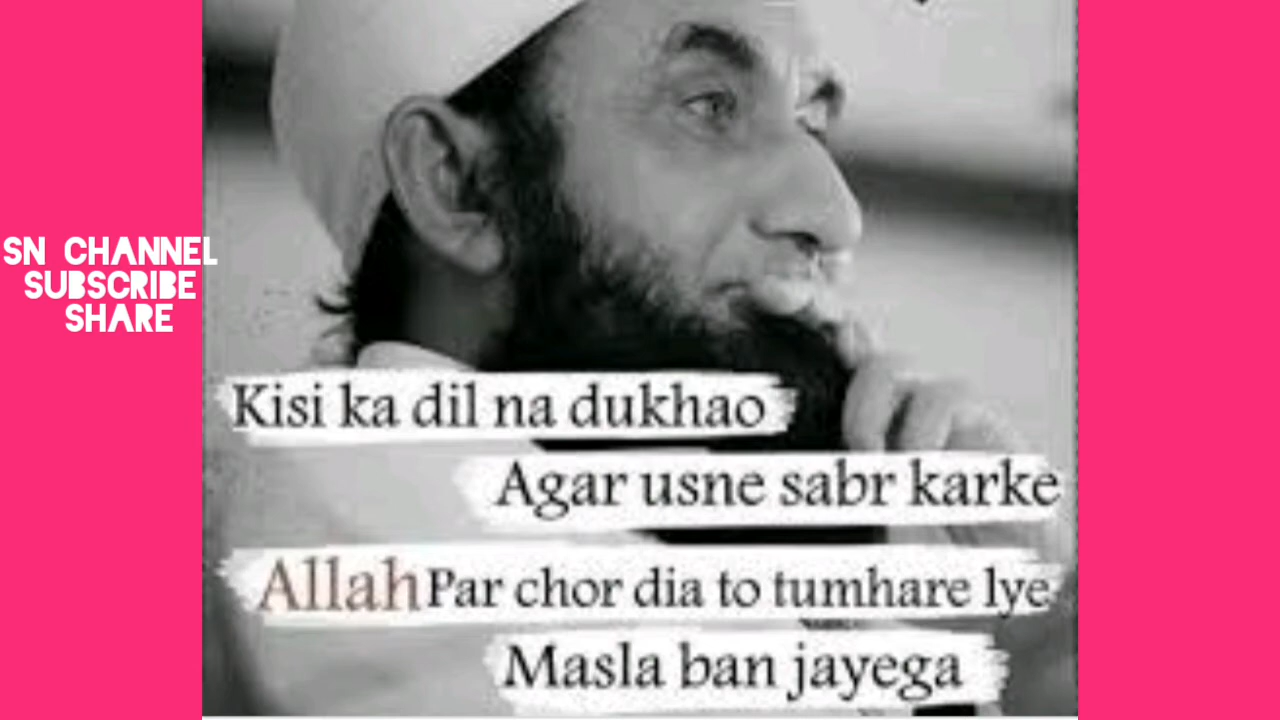 SN CHANNEL
SUBSCRIBE
SHARE
Kisi ka dil na dukhao
Agar usne sabr karke
Allah Par chor dia to tumhare lye
Masla ban jayega